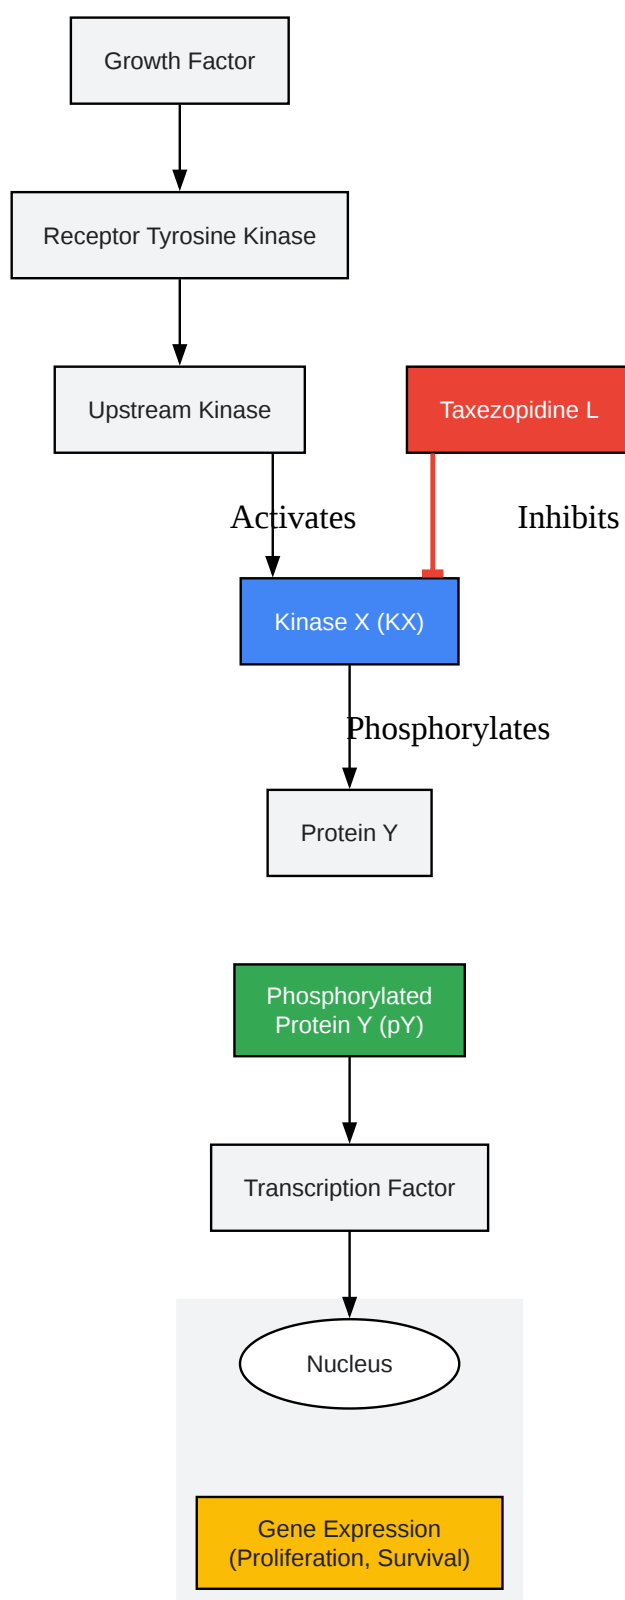 Growth Factor
Receptor Tyrosine Kinase
Upstream Kinase
Taxezopidine L
Activates
Inhibits
Kinase X (KX)
Phosphorylates
Protein Y
Phosphorylated
Protein Y (pY)
Transcription Factor
Nucleus
Gene Expression
(Proliferation, Survival)